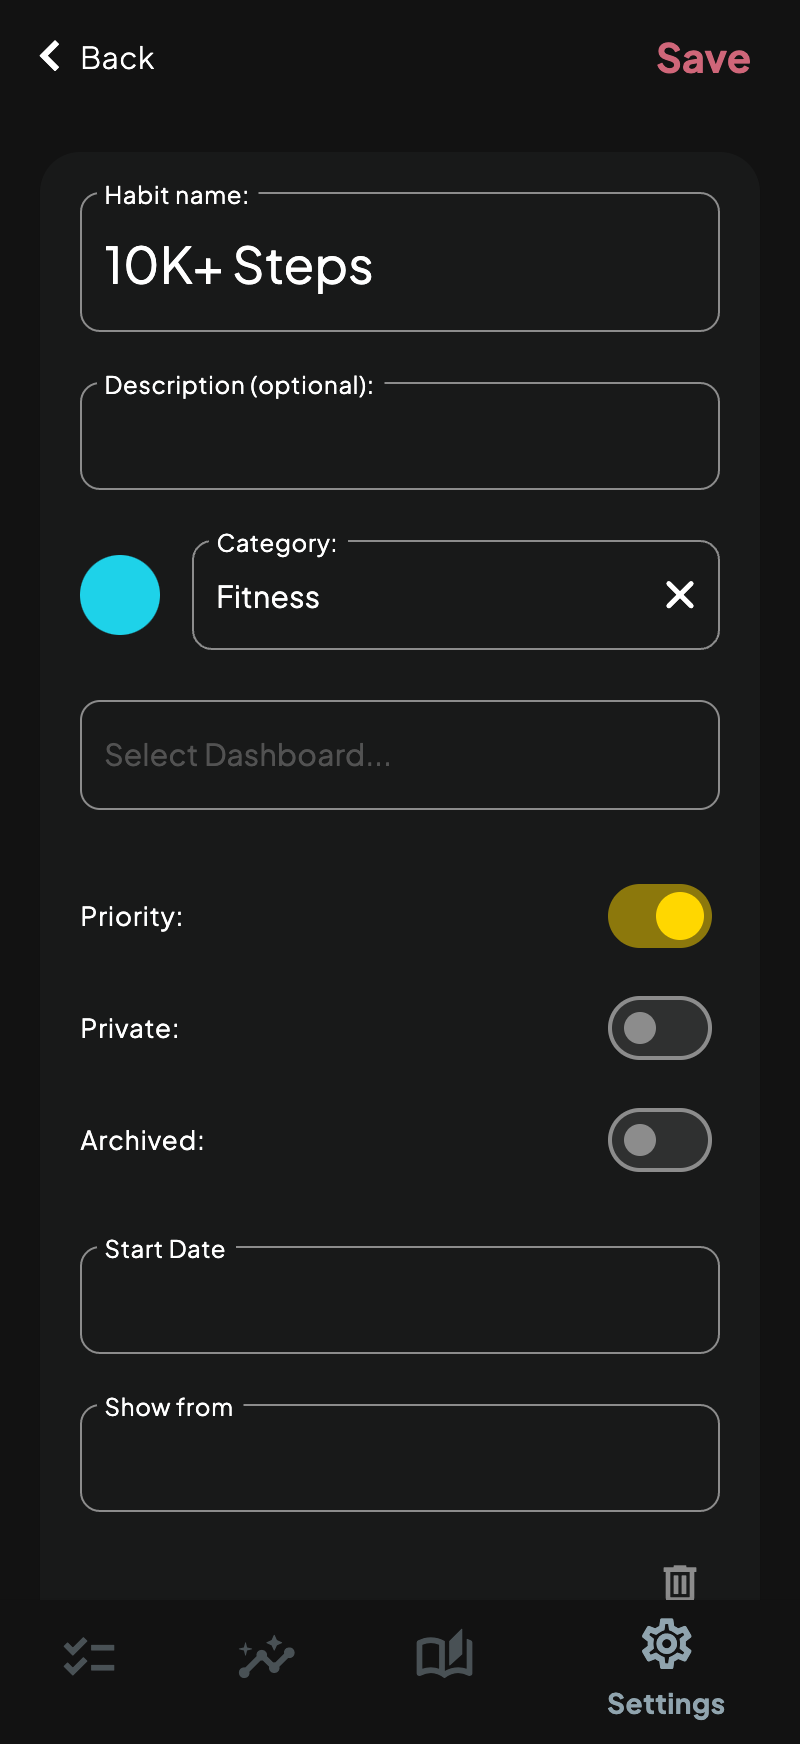 Back
Save
Habit name:
10K+ Steps
Description (optional):
Category:
Fitness
Select Dashboard...
Priority:
Private:
Archived:
Start Date
Show from
Settings